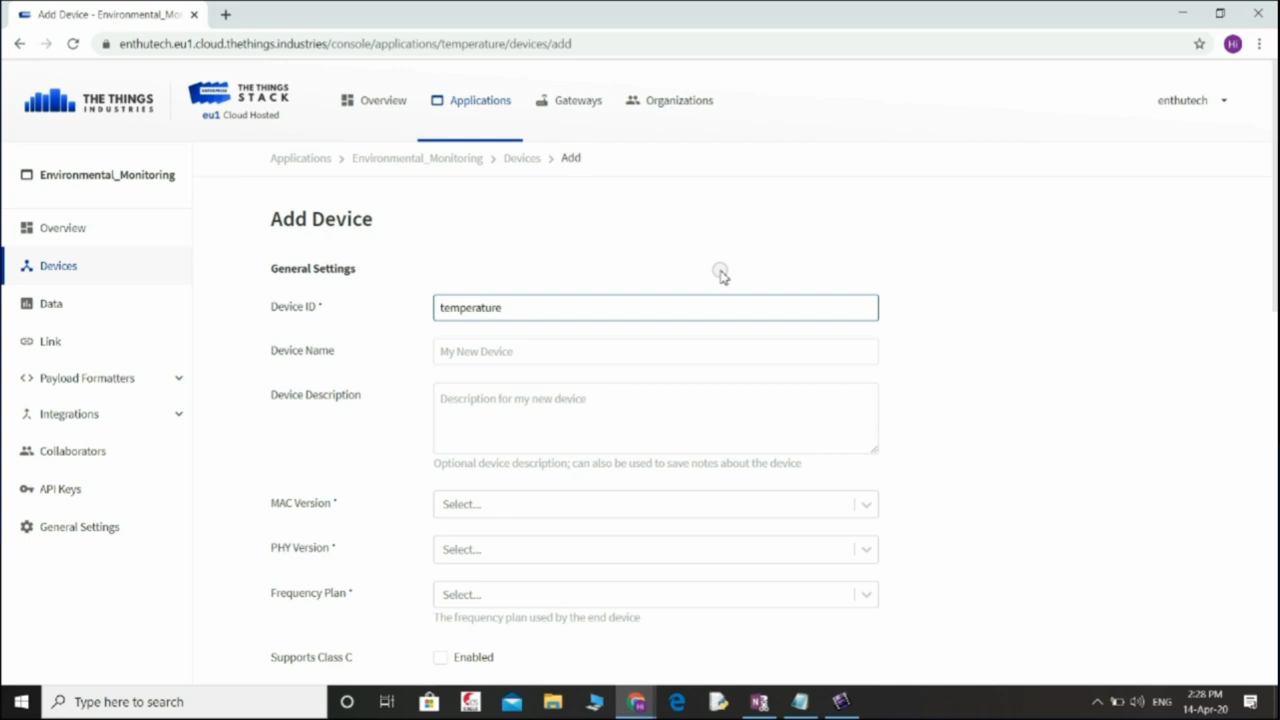 Add Device - Environmental_Mo
enthutech.eu1.cloud.thethings.industries/console/applications/temperature/devices/add
Hi
THE THINGS
INDUSTRIES
ENTERPRISE
THE THINGS
STACK
eu1 Cloud Hosted
Overview
Applications
Gateways
Organizations
enthutech
Environmental_Monitoring
Overview
Devices
Data
Link
Payload Formatters
Integrations
Collaborators
API Keys
General Settings
Applications > Environmental_Monitoring > Devices > Add
Add Device
General Settings
Device ID *
temperature
Device Name
My New Device
Device Description
Description for my new device
Optional device description; can also be used to save notes about the device
MAC Version *
Select...
PHY Version *
Select...
Frequency Plan *
Select...
The frequency plan used by the end device
Supports Class C
Enabled
Type here to search
ENG
2:28 PM
14-Apr-20